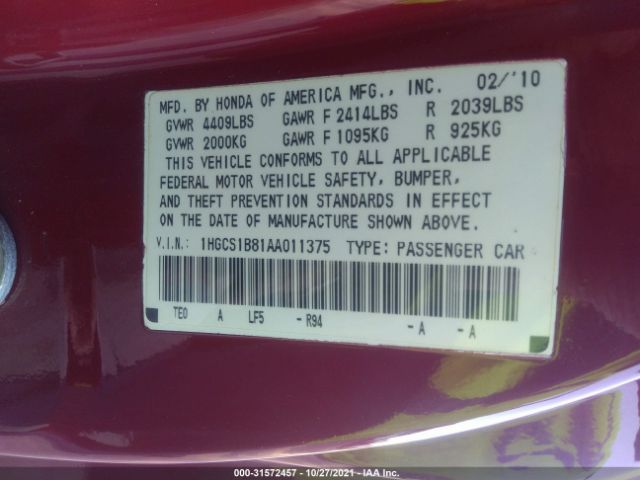 MFD. BY HONDA OF AMERICA MFG., INC. 02/'10
GVWR 4409LBS GAWR F 2414LBS R 2039LBS
GVWR 2000KG GAWR F 1095KG R 925KG
THIS VEHICLE CONFORMS TO ALL APPLICABLE
FEDERAL MOTOR VEHICLE SAFETY, BUMPER,
AND THEFT PREVENTION STANDARDS IN EFFECT
ON THE DATE OF MANUFACTURE SHOWN ABOVE.
V.I.N.: 1HGCS1B81AA011375 TYPE: PASSENGER CAR
TE0 A LF5 -R94 -A -A
000-31572457 - 10/27/2021 - IAA Inc.